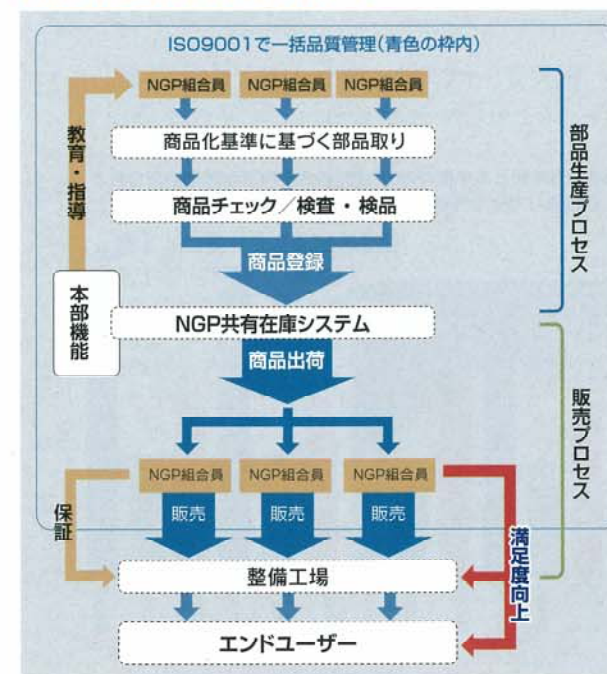 ISO9001で一括品質管理(青色の枠内)
NGP組合員
NGP組合員
NGP組合員
教育・指導
商品化基準に基づく部品取り
商品チェック／検査・検品
部品生産プロセス
商品登録
本部機能
NGP共有在庫システム
商品出荷
販売プロセス
NGP組合員
NGP組合員
NGP組合員
保証
販売
販売
販売
満足度向上
整備工場
エンドユーザー